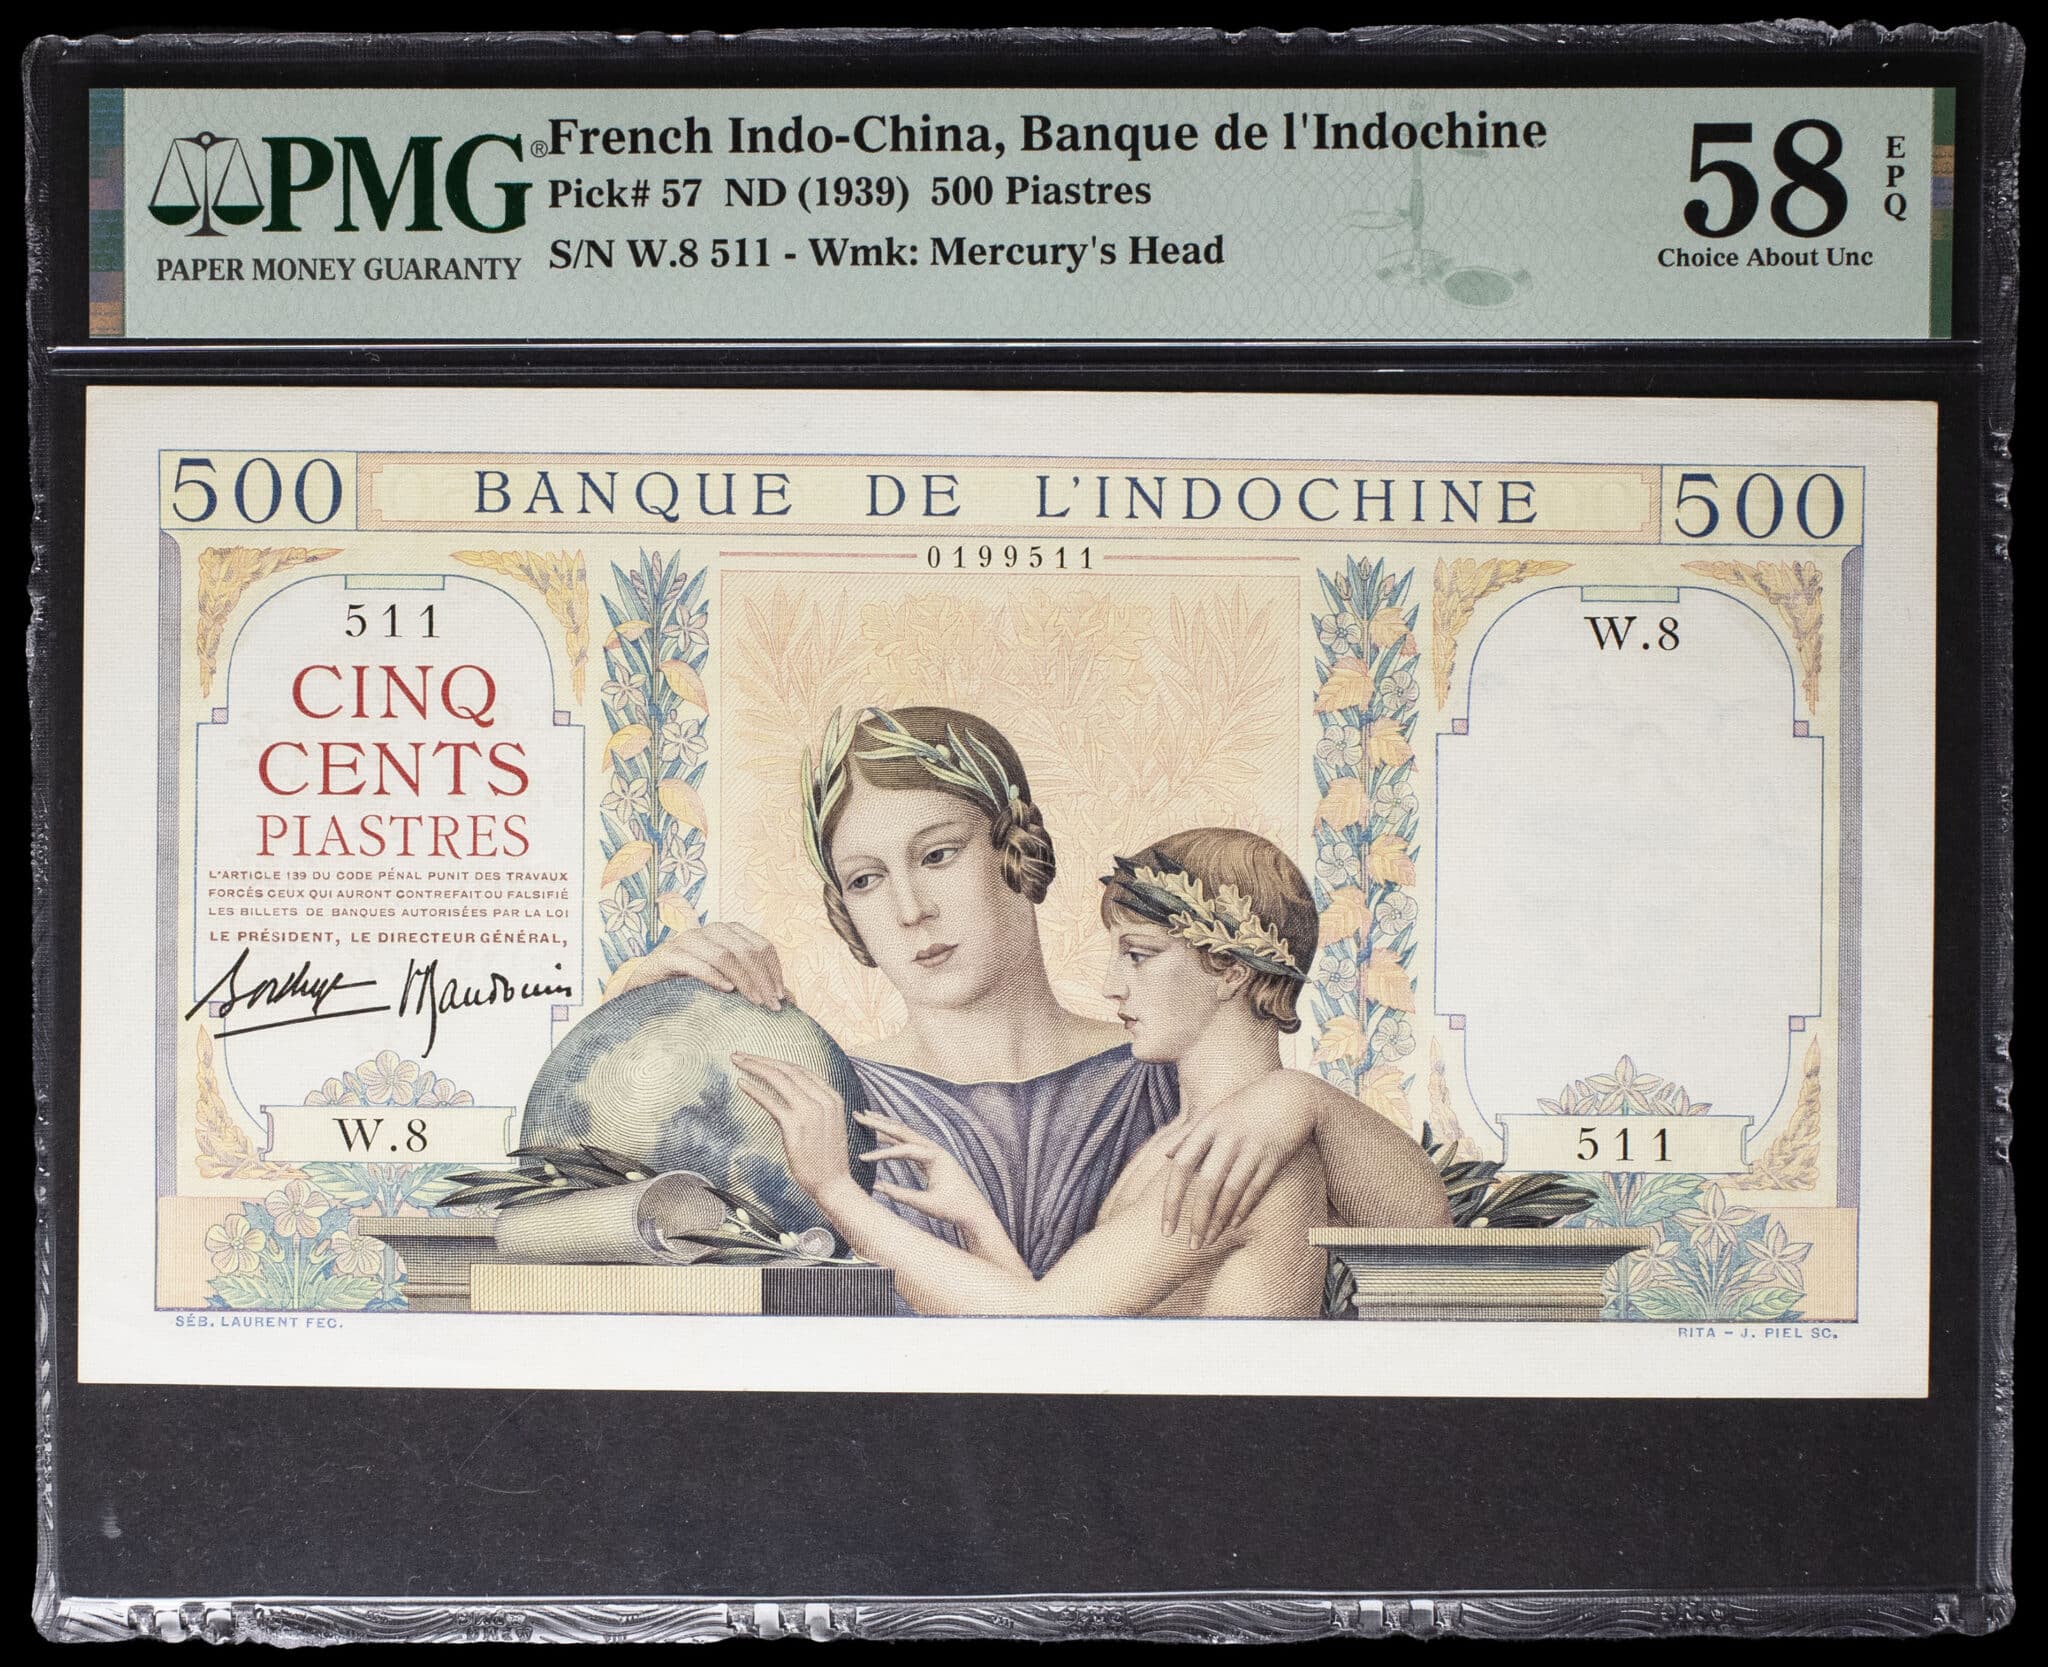 PMG®
PAPER MONEY GUARANTY
French Indo-China, Banque de l'Indochine
Pick# 57 ND (1939) 500 Piastres
S/N W.8 511 - Wmk: Mercury's Head
58
EPQ
Choice About Unc
500 BANQUE DE L'INDOCHINE 500
0199511
511
W.8
CINQ
CENTS
PIASTRES
L'ARTICLE 139 DU CODE PÉNAL PUNIT DES TRAVAUX
FORCÉS CEUX QUI AURONT CONTREFAIT OU FALSIFIÉ
LES BILLETS DE BANQUES AUTORISÉES PAR LA LOI
LE PRÉSIDENT, LE DIRECTEUR GÉNÉRAL,
W.8
511
SÉB. LAURENT FEC.
RITA - J. PIEL SC.